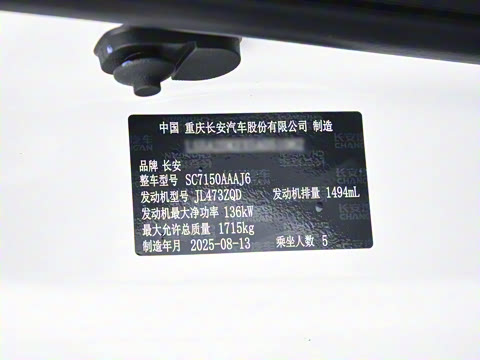 中国 重庆长安汽车股份有限公司 制造
品牌 长安
整车型号 SC7150AAAJ6
发动机型号 JL473ZQD 发动机排量 1494mL
发动机最大净功率 136kW
最大允许总质量 1715kg
制造年月 2025-08-13 乘坐人数 5